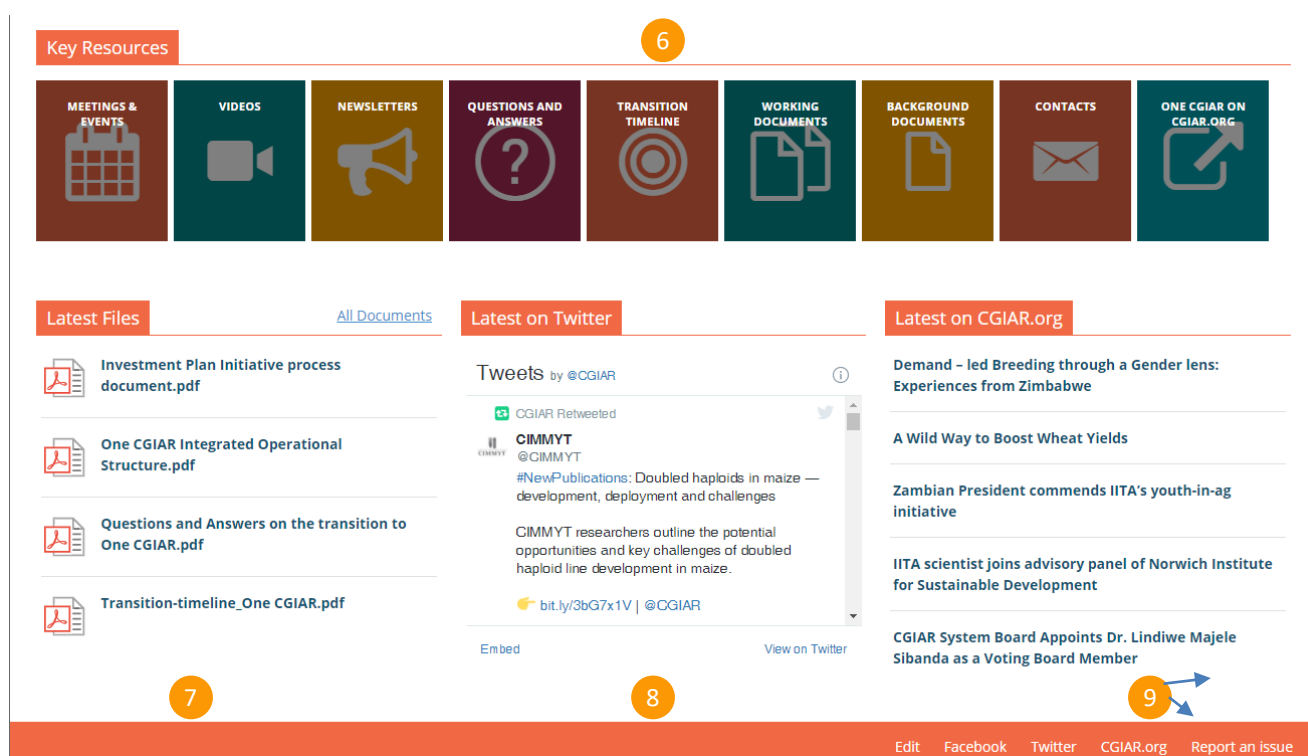 Key Resources
6
MEETINGS &
EVENTS
VIDEOS
NEWSLETTERS
QUESTIONS AND
ANSWERS
?
TRANSITION
TIMELINE
WORKING
DOCUMENTS
BACKGROUND
DOCUMENTS
CONTACTS
ONE CGIAR ON
CGIAR.ORG
Latest Files
All Documents
Investment Plan Initiative process
document.pdf
One CGIAR Integrated Operational
Structure.pdf
Questions and Answers on the transition to
One CGIAR.pdf
Transition-timeline_One CGIAR.pdf
7
Latest on Twitter
Tweets by @CGIAR
CGIAR Retweeted
CIMMYT
CIMMYT
@CIMMYT
#NewPublications: Doubled haploids in maize —
development, deployment and challenges
CIMMYT researchers outline the potential
opportunities and key challenges of doubled
haploid line development in maize.
👉 bit.ly/3bG7x1V | @CGIAR
Embed
View on Twitter
8
Latest on CGIAR.org
Demand – led Breeding through a Gender lens:
Experiences from Zimbabwe
A Wild Way to Boost Wheat Yields
Zambian President commends IITA's youth-in-ag
initiative
IITA scientist joins advisory panel of Norwich Institute
for Sustainable Development
CGIAR System Board Appoints Dr. Lindiwe Majele
Sibanda as a Voting Board Member
9
Edit Facebook Twitter CGIAR.org Report an issue